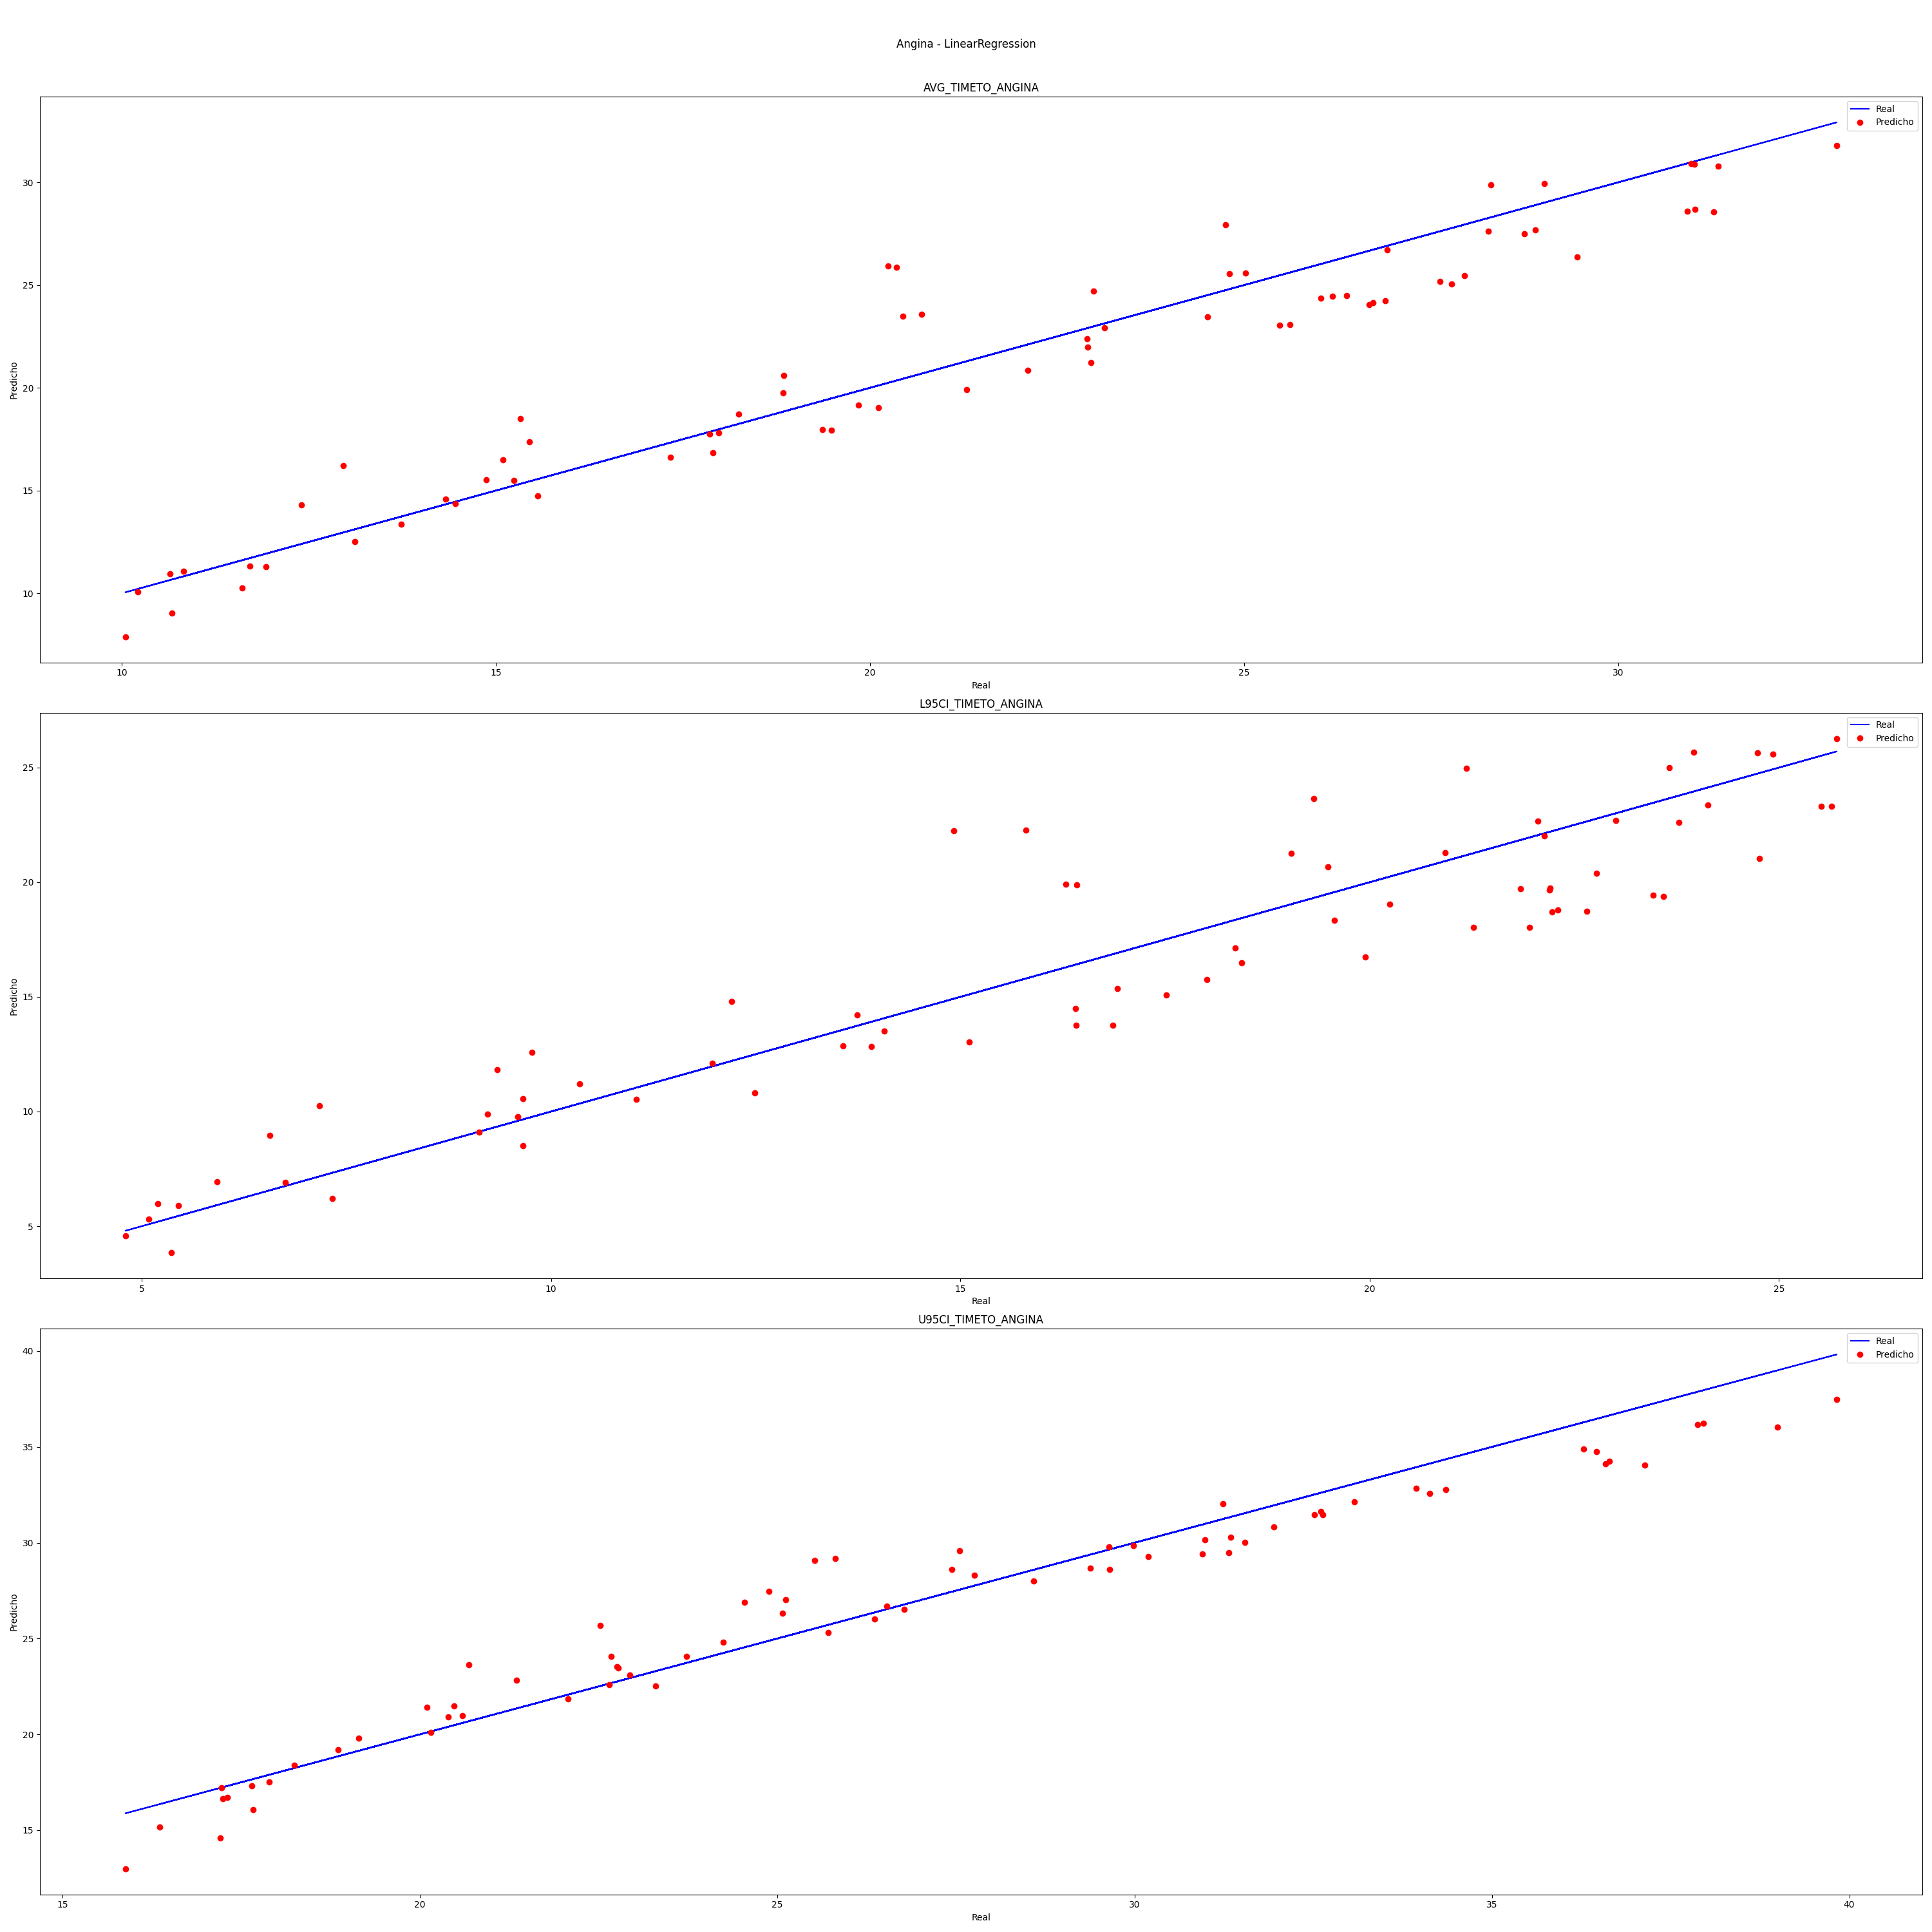 Angina - LinearRegression
AVG_TIMETO_ANGINA
Real
Predicho
30
25
20
15
10
Predicho
10 15 20 25 30
Real
L95CI_TIMETO_ANGINA
Real
Predicho
25
20
15
10
5
Predicho
5 10 15 20 25
Real
U95CI_TIMETO_ANGINA
Real
Predicho
40
35
30
25
20
15
Predicho
15 20 25 30 35 40
Real